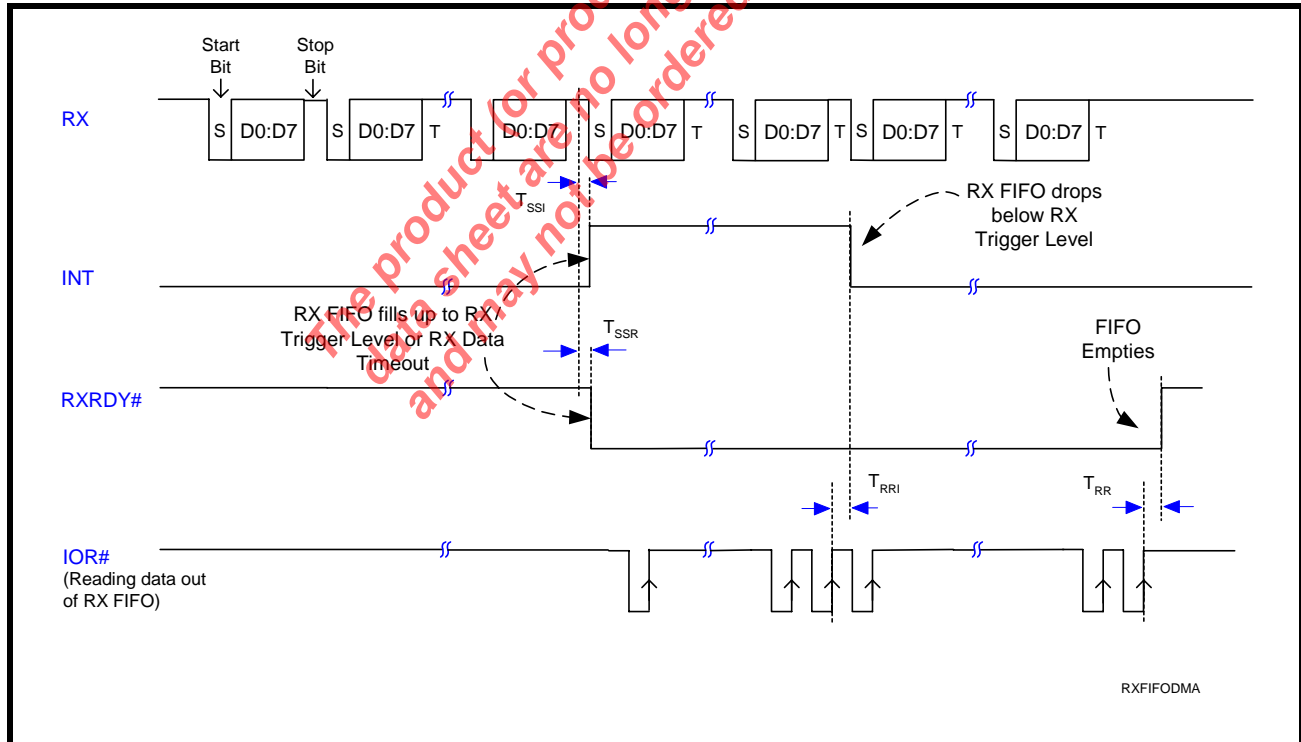 Start
Bit
Stop
Bit
RX
S D0:D7 S D0:D7 T D0:D7 S D0:D7 T S D0:D7 T S D0:D7 T S D0:D7 T
TSSI
RX FIFO drops
below RX
Trigger Level
INT
RX FIFO fills up to RX
Trigger Level or RX Data
Timeout
TSSR
FIFO
Empties
RXRDY#
TRRI
TRR
IOR#
(Reading data out
of RX FIFO)
RXFIFODMA
The product (or prod
data sheet are no long
and may not be ordered